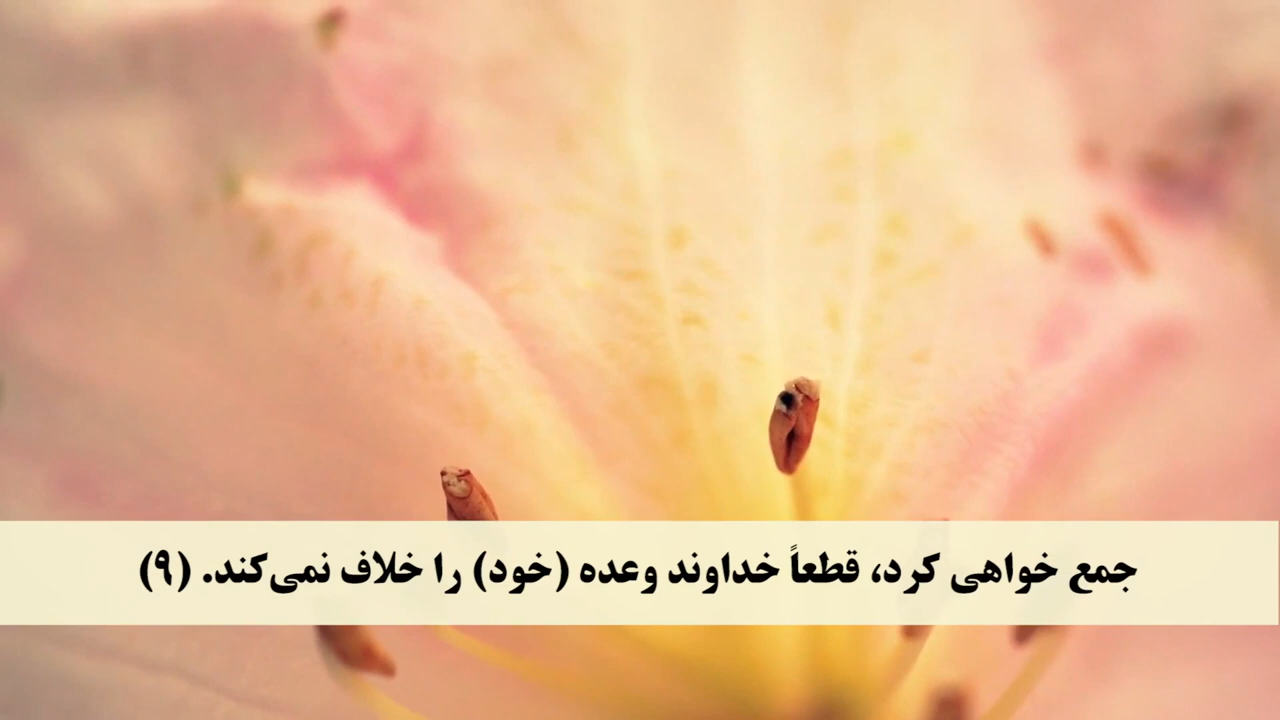 جمع خواهی کرد، قطعاً خداوند وعده (خود) را خلاف نمی‌کند. (۹)